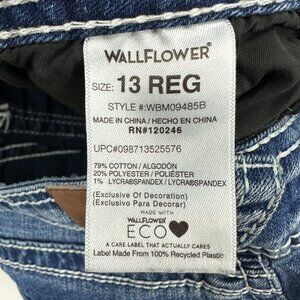 WALLFLOWER®
SIZE: 13 REG
STYLE #:WBM09485B
MADE IN CHINA / HECHO EN CHINA
RN#120246
UPC#098713525576
79% COTTON / ALGODÓN
20% POLYESTER / POLIÉSTER
1% LYCRA®SPANDEX / LYCRA®SPANDEX
(Exclusive Of Decoration)
(Exclusivo Para Decorar)
MADE WITH
WALLFLOWER
ECO
A CARE LABEL THAT ACTUALLY CARES
Label Made From 100% Recycled Plastic